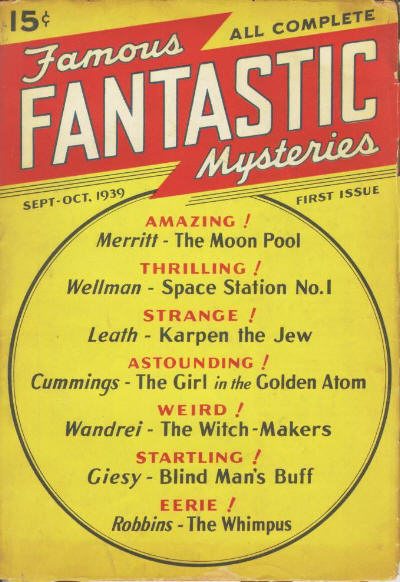 15¢
ALL COMPLETE
Famous
FANTASTIC
Mysteries
SEPT-OCT. 1939
FIRST ISSUE
AMAZING!
Merritt - The Moon Pool
THRILLING!
Wellman - Space Station No.1
STRANGE!
Leath - Karpen the Jew
ASTOUNDING!
Cummings - The Girl in the Golden Atom
WEIRD!
Wandrei - The Witch-Makers
STARTLING!
Giesy - Blind Man's Buff
EERIE!
Robbins - The Whimpus